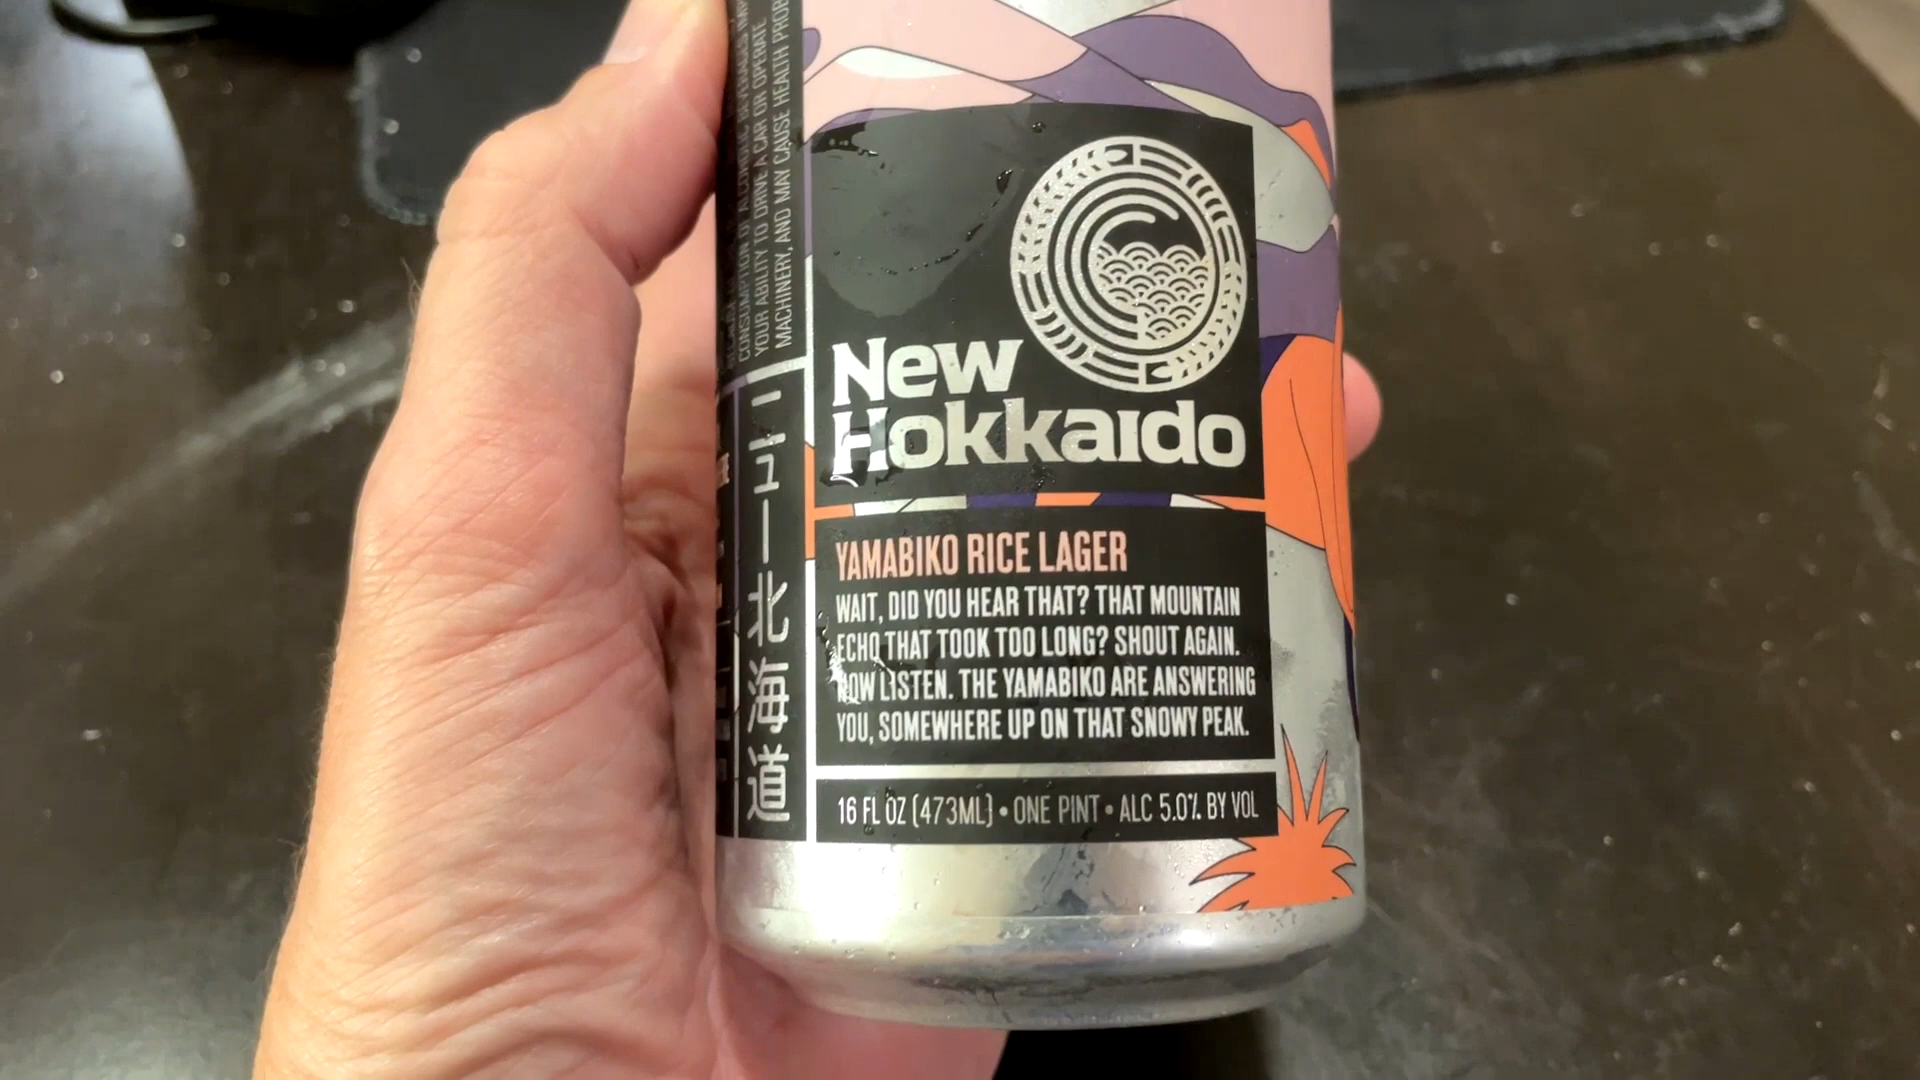 CONSUMPTION OF ALCOHOLIC BEVERAGES
YOUR ABILITY TO DRIVE A CAR OR OPERATE
MACHINERY, AND MAY CAUSE HEALTH PROB
ニュー北海道
New
Hokkaido
YAMABIKO RICE LAGER
WAIT, DID YOU HEAR THAT? THAT MOUNTAIN
ECHO THAT TOOK TOO LONG? SHOUT AGAIN.
NOW LISTEN. THE YAMABIKO ARE ANSWERING
YOU, SOMEWHERE UP ON THAT SNOWY PEAK.
16 FL OZ (473ML) • ONE PINT • ALC 5.0% BY VOL